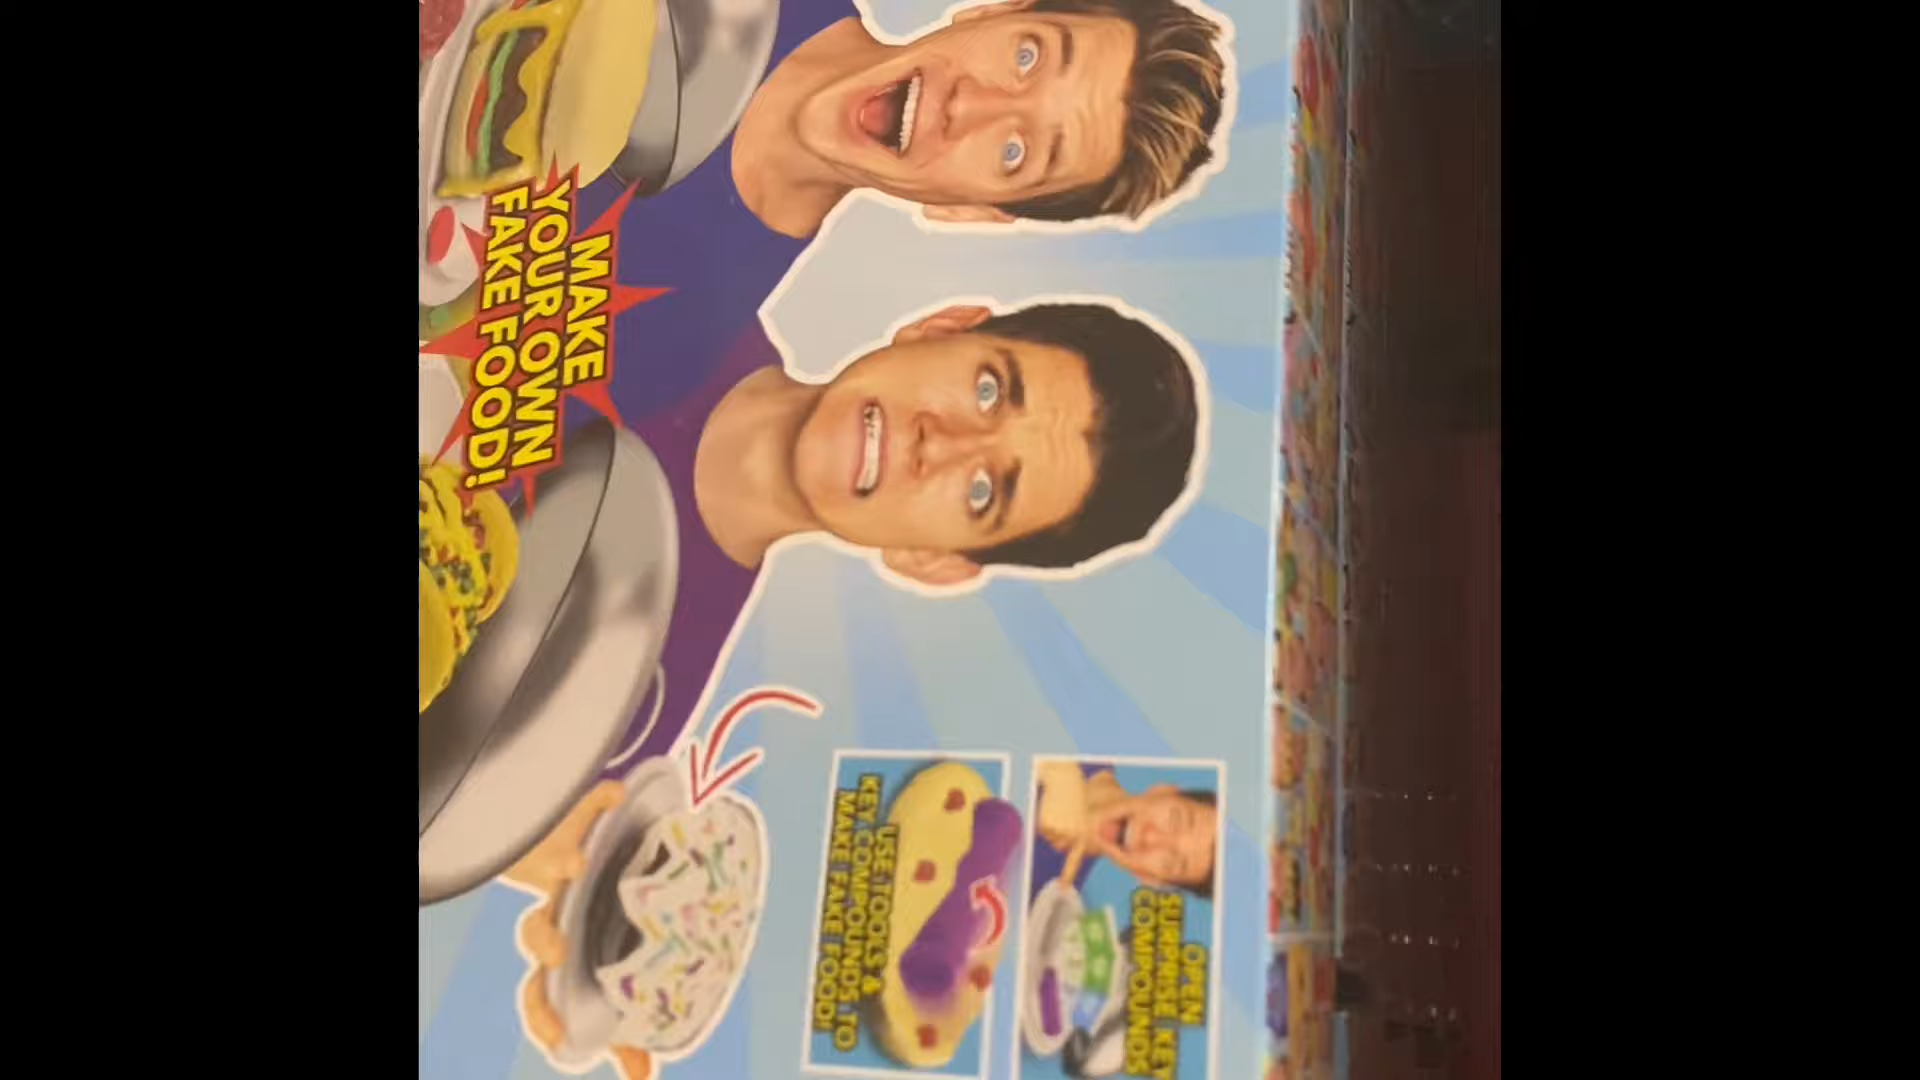 MAKE
YOUR OWN
FAKE FOOD!
OPEN
SURPRISE KEY
COMPOUNDS
USE TOOLS &
KEY COMPOUNDS TO
MAKE FAKE FOOD!